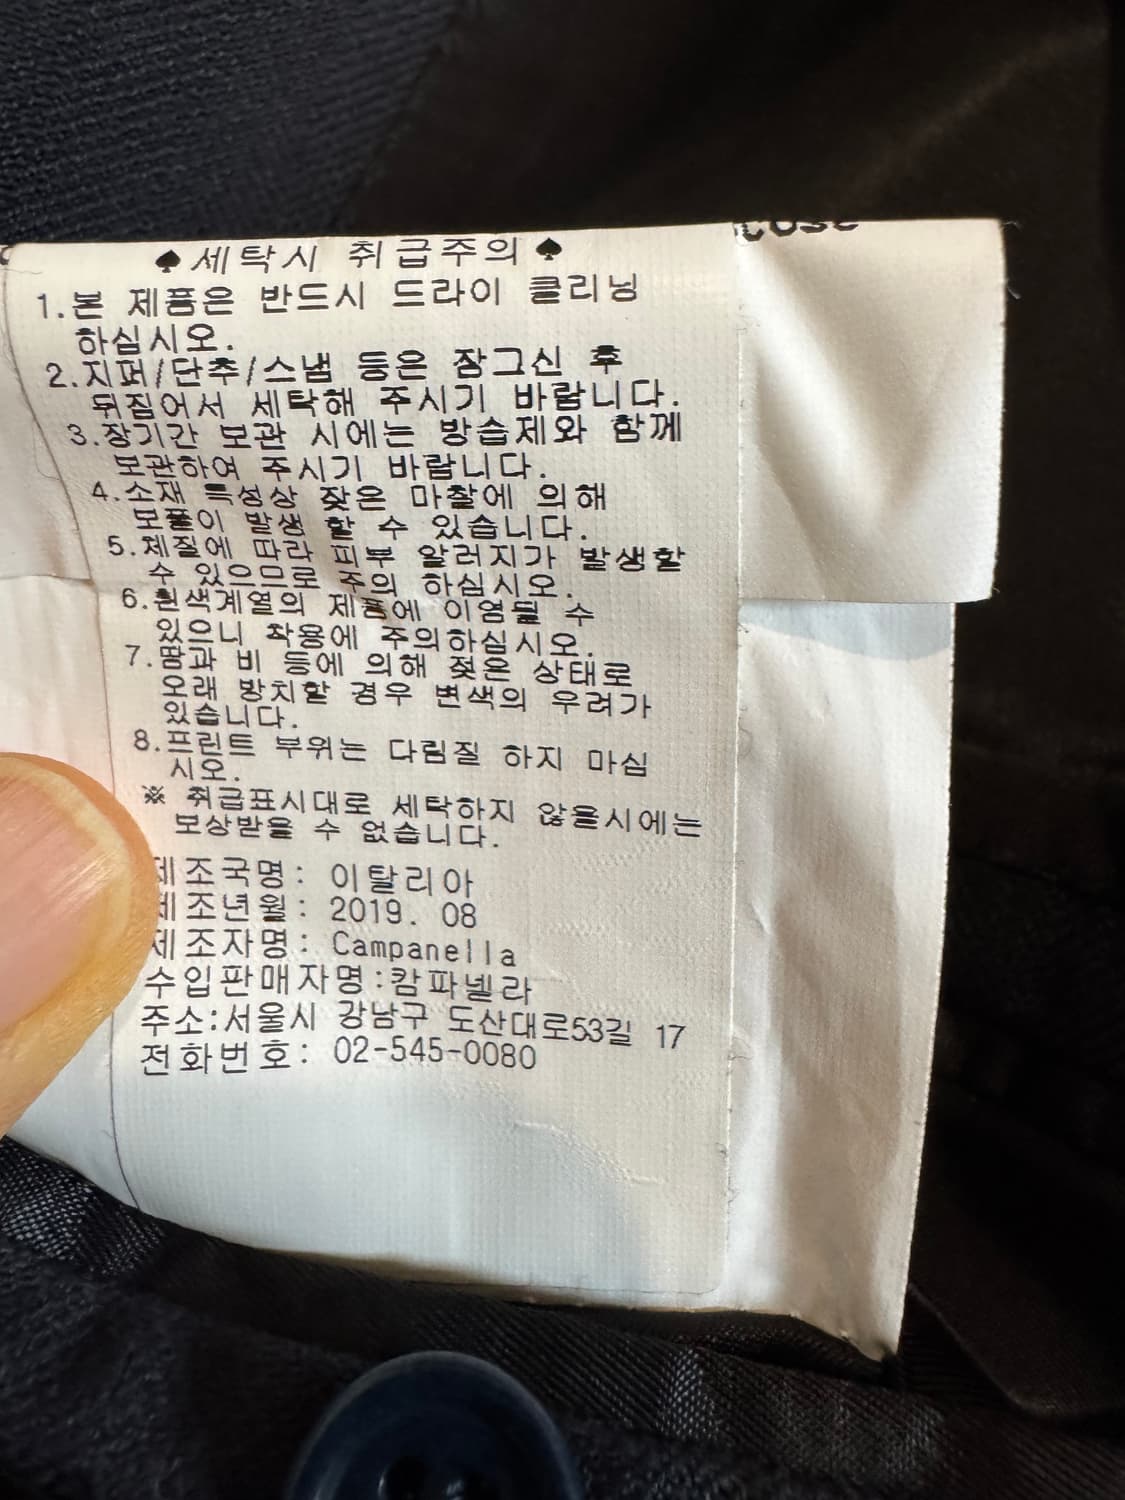 ♠세탁시 취급주의♠
1.본 제품은 반드시 드라이 클리닝
하십시오.
2.지퍼/단추/스냅 등은 장그신 후
뒤집어서 세탁해 주시기 바랍니다.
3.장기간 보관 시에는 방습제와 함께
보관하여 주시기 바랍니다.
4.소재 특성상 잦은 마찰에 의해
보풀이 발생 할 수 있습니다.
5.체질에 따라 피부 알러지가 발생할
수 있으므로 주의 하십시오.
6.흰색계열의 제품에 이염될 수
있으니 착용에 주의하십시오.
7.땀과 비 등에 의해 젖은 상태로
오래 방치할 경우 변색의 우려가
있습니다.
8.프린트 부위는 다림질 하지 마십
시오.
※ 취급표시대로 세탁하지 않을시에는
보상받을 수 없습니다.
제조국명: 이탈리아
제조년월: 2019. 08
제조자명: Campanella
수입판매자명:캄파넬라
주소:서울시 강남구 도산대로53길 17
전화번호: 02-545-0080